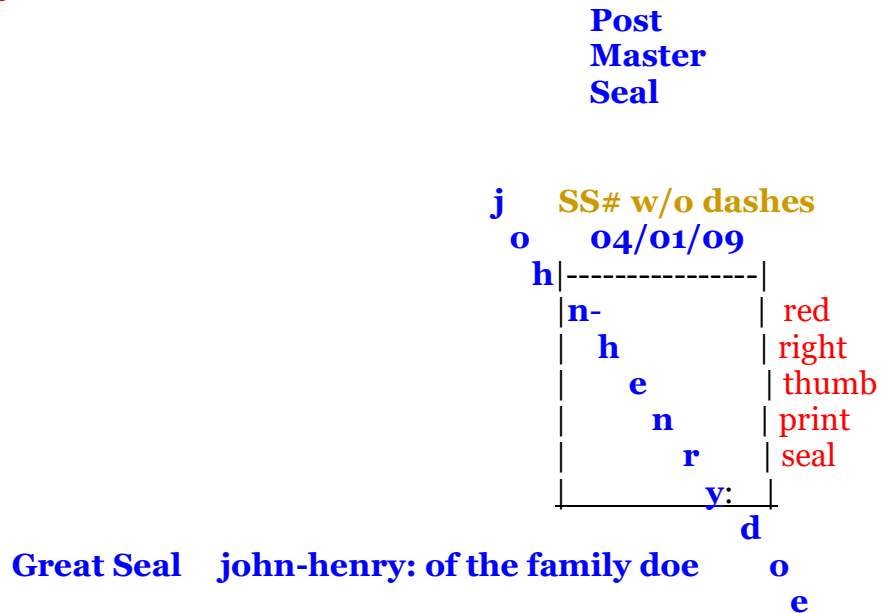 Post
Master
Seal
j SS# w/o dashes
o 04/01/09
h|----------------|
|n- | red
| h | right
| e | thumb
| n | print
| r | seal
| y: |
d
Great Seal john-henry: of the family doe o
e